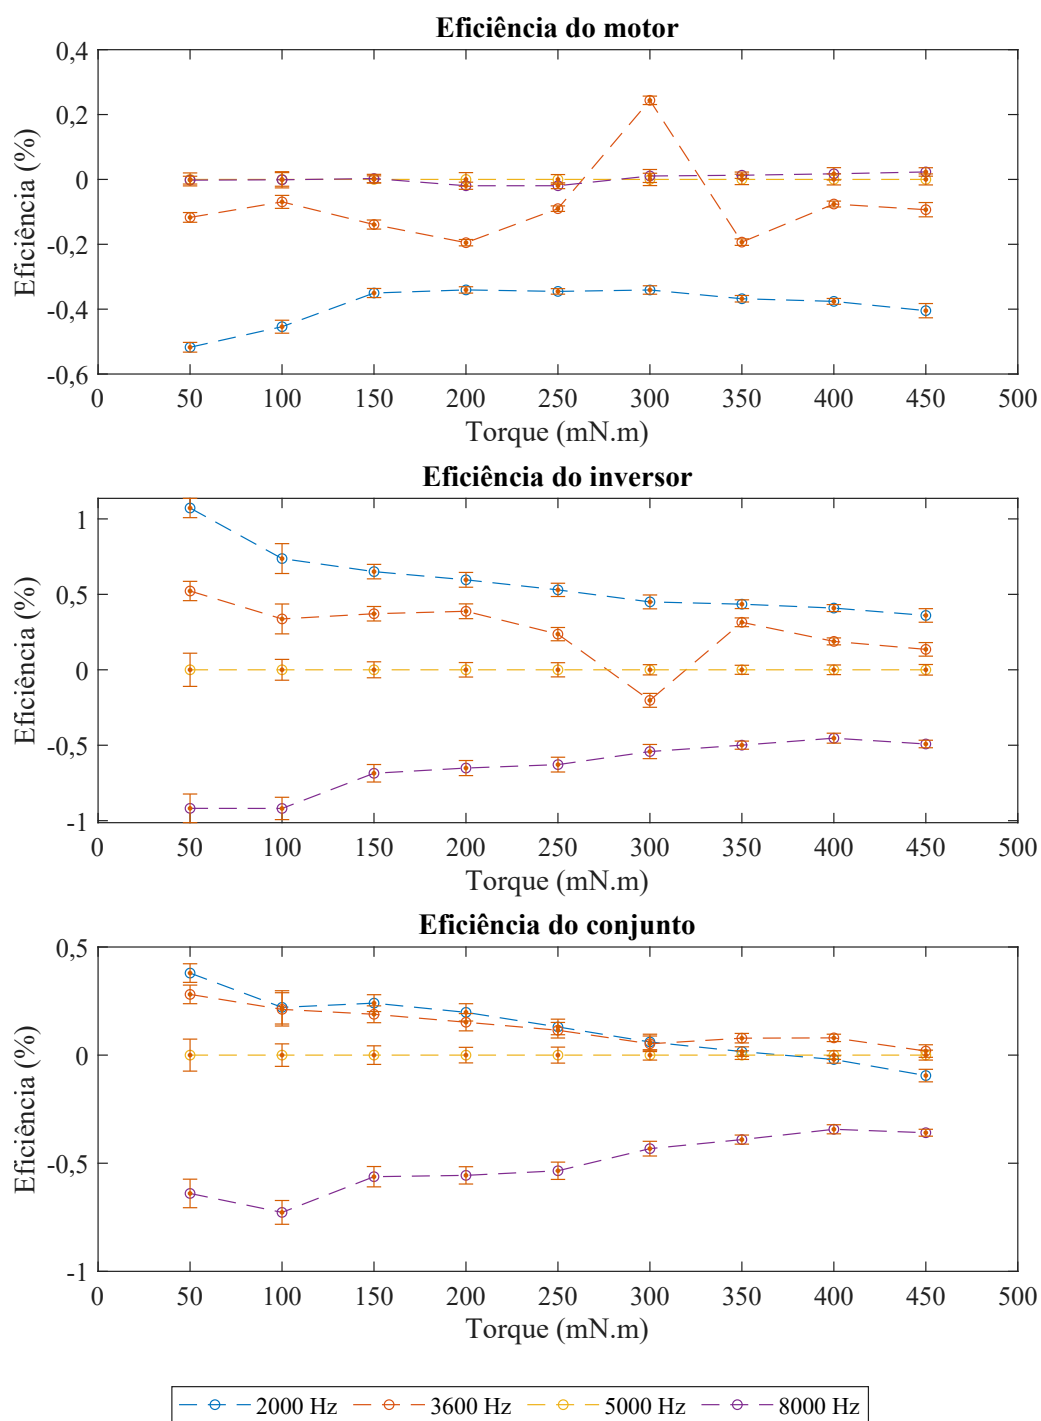 Eficiência do motor
0,4
0,2
0
-0,2
-0,4
-0,6
Eficiência (%)
0 50 100 150 200 250 300 350 400 450 500
Torque (mN.m)
Eficiência do inversor
1
0,5
0
-0,5
-1
Eficiência (%)
0 50 100 150 200 250 300 350 400 450 500
Torque (mN.m)
Eficiência do conjunto
0,5
0
-0,5
-1
Eficiência (%)
0 50 100 150 200 250 300 350 400 450 500
Torque (mN.m)
2000 Hz 3600 Hz 5000 Hz 8000 Hz